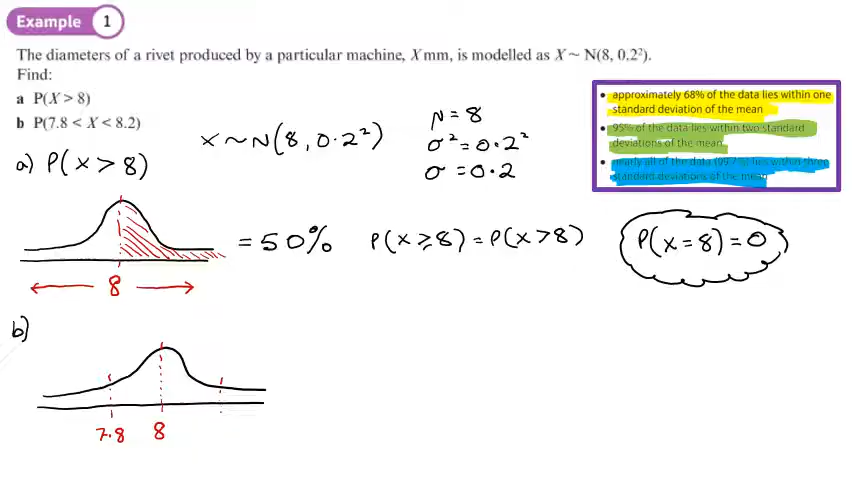 Example 1
The diameters of a rivet produced by a particular machine, X mm, is modelled as X ~ N(8, 0.2²).
Find:
a P(X > 8)
b P(7.8 < X < 8.2)
• approximately 68% of the data lies within one
standard deviation of the mean
• 95% of the data lies within two standard
deviations of the mean
• nearly all of the data (99.7%) lies within three
standard deviations of the mean
X ~ N(8, 0.2²)
μ = 8
σ² = 0.2²
σ = 0.2
a) P(X > 8)
= 50%
P(X ≥ 8) = P(X > 8)
P(X = 8) = 0
8
b)
7.8 8